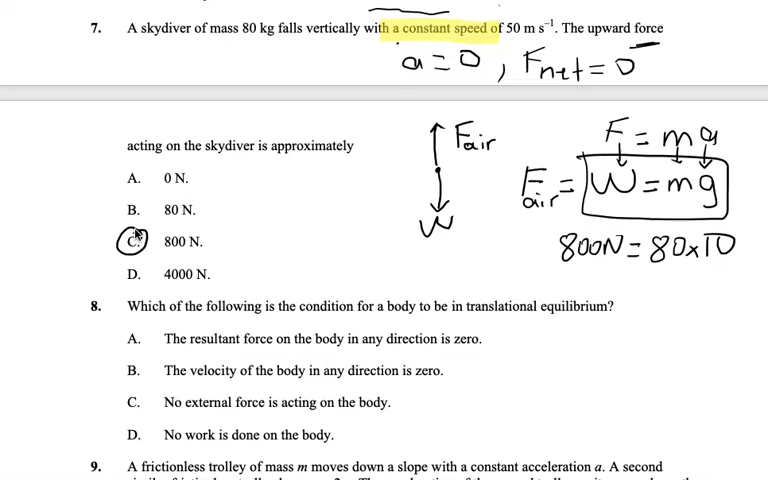 7. A skydiver of mass 80 kg falls vertically with a constant speed of 50 m s⁻¹. The upward force
a = 0 , Fnet = 0
acting on the skydiver is approximately
Fair
W
F = ma
Fair = W = mg
800N = 80x10
A. 0 N.
B. 80 N.
C. 800 N.
D. 4000 N.
8. Which of the following is the condition for a body to be in translational equilibrium?
A. The resultant force on the body in any direction is zero.
B. The velocity of the body in any direction is zero.
C. No external force is acting on the body.
D. No work is done on the body.
9. A frictionless trolley of mass m moves down a slope with a constant acceleration a. A second